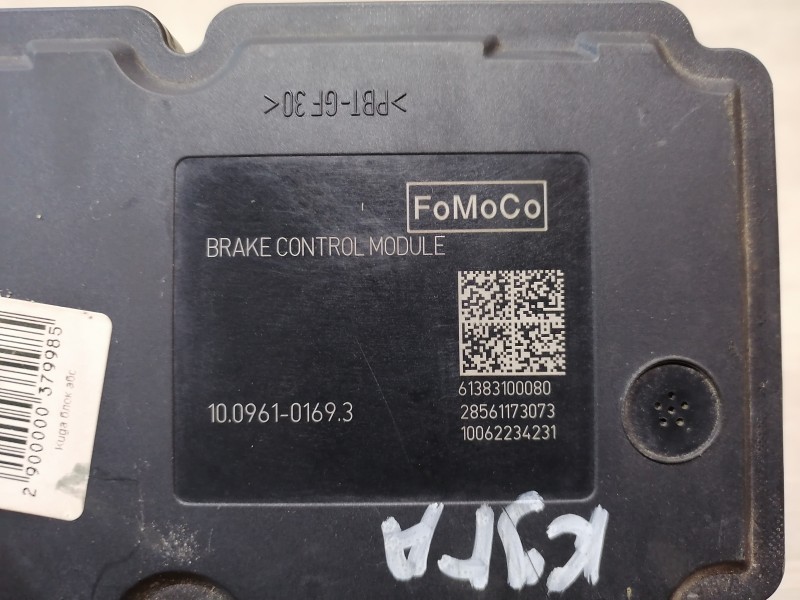 >PBT-GF 30<
FoMoCo
BRAKE CONTROL MODULE
61383100080
10.0961-0169.3
28561173073
10062234231
2 900000 379985
Kuga блок абс
КУГА